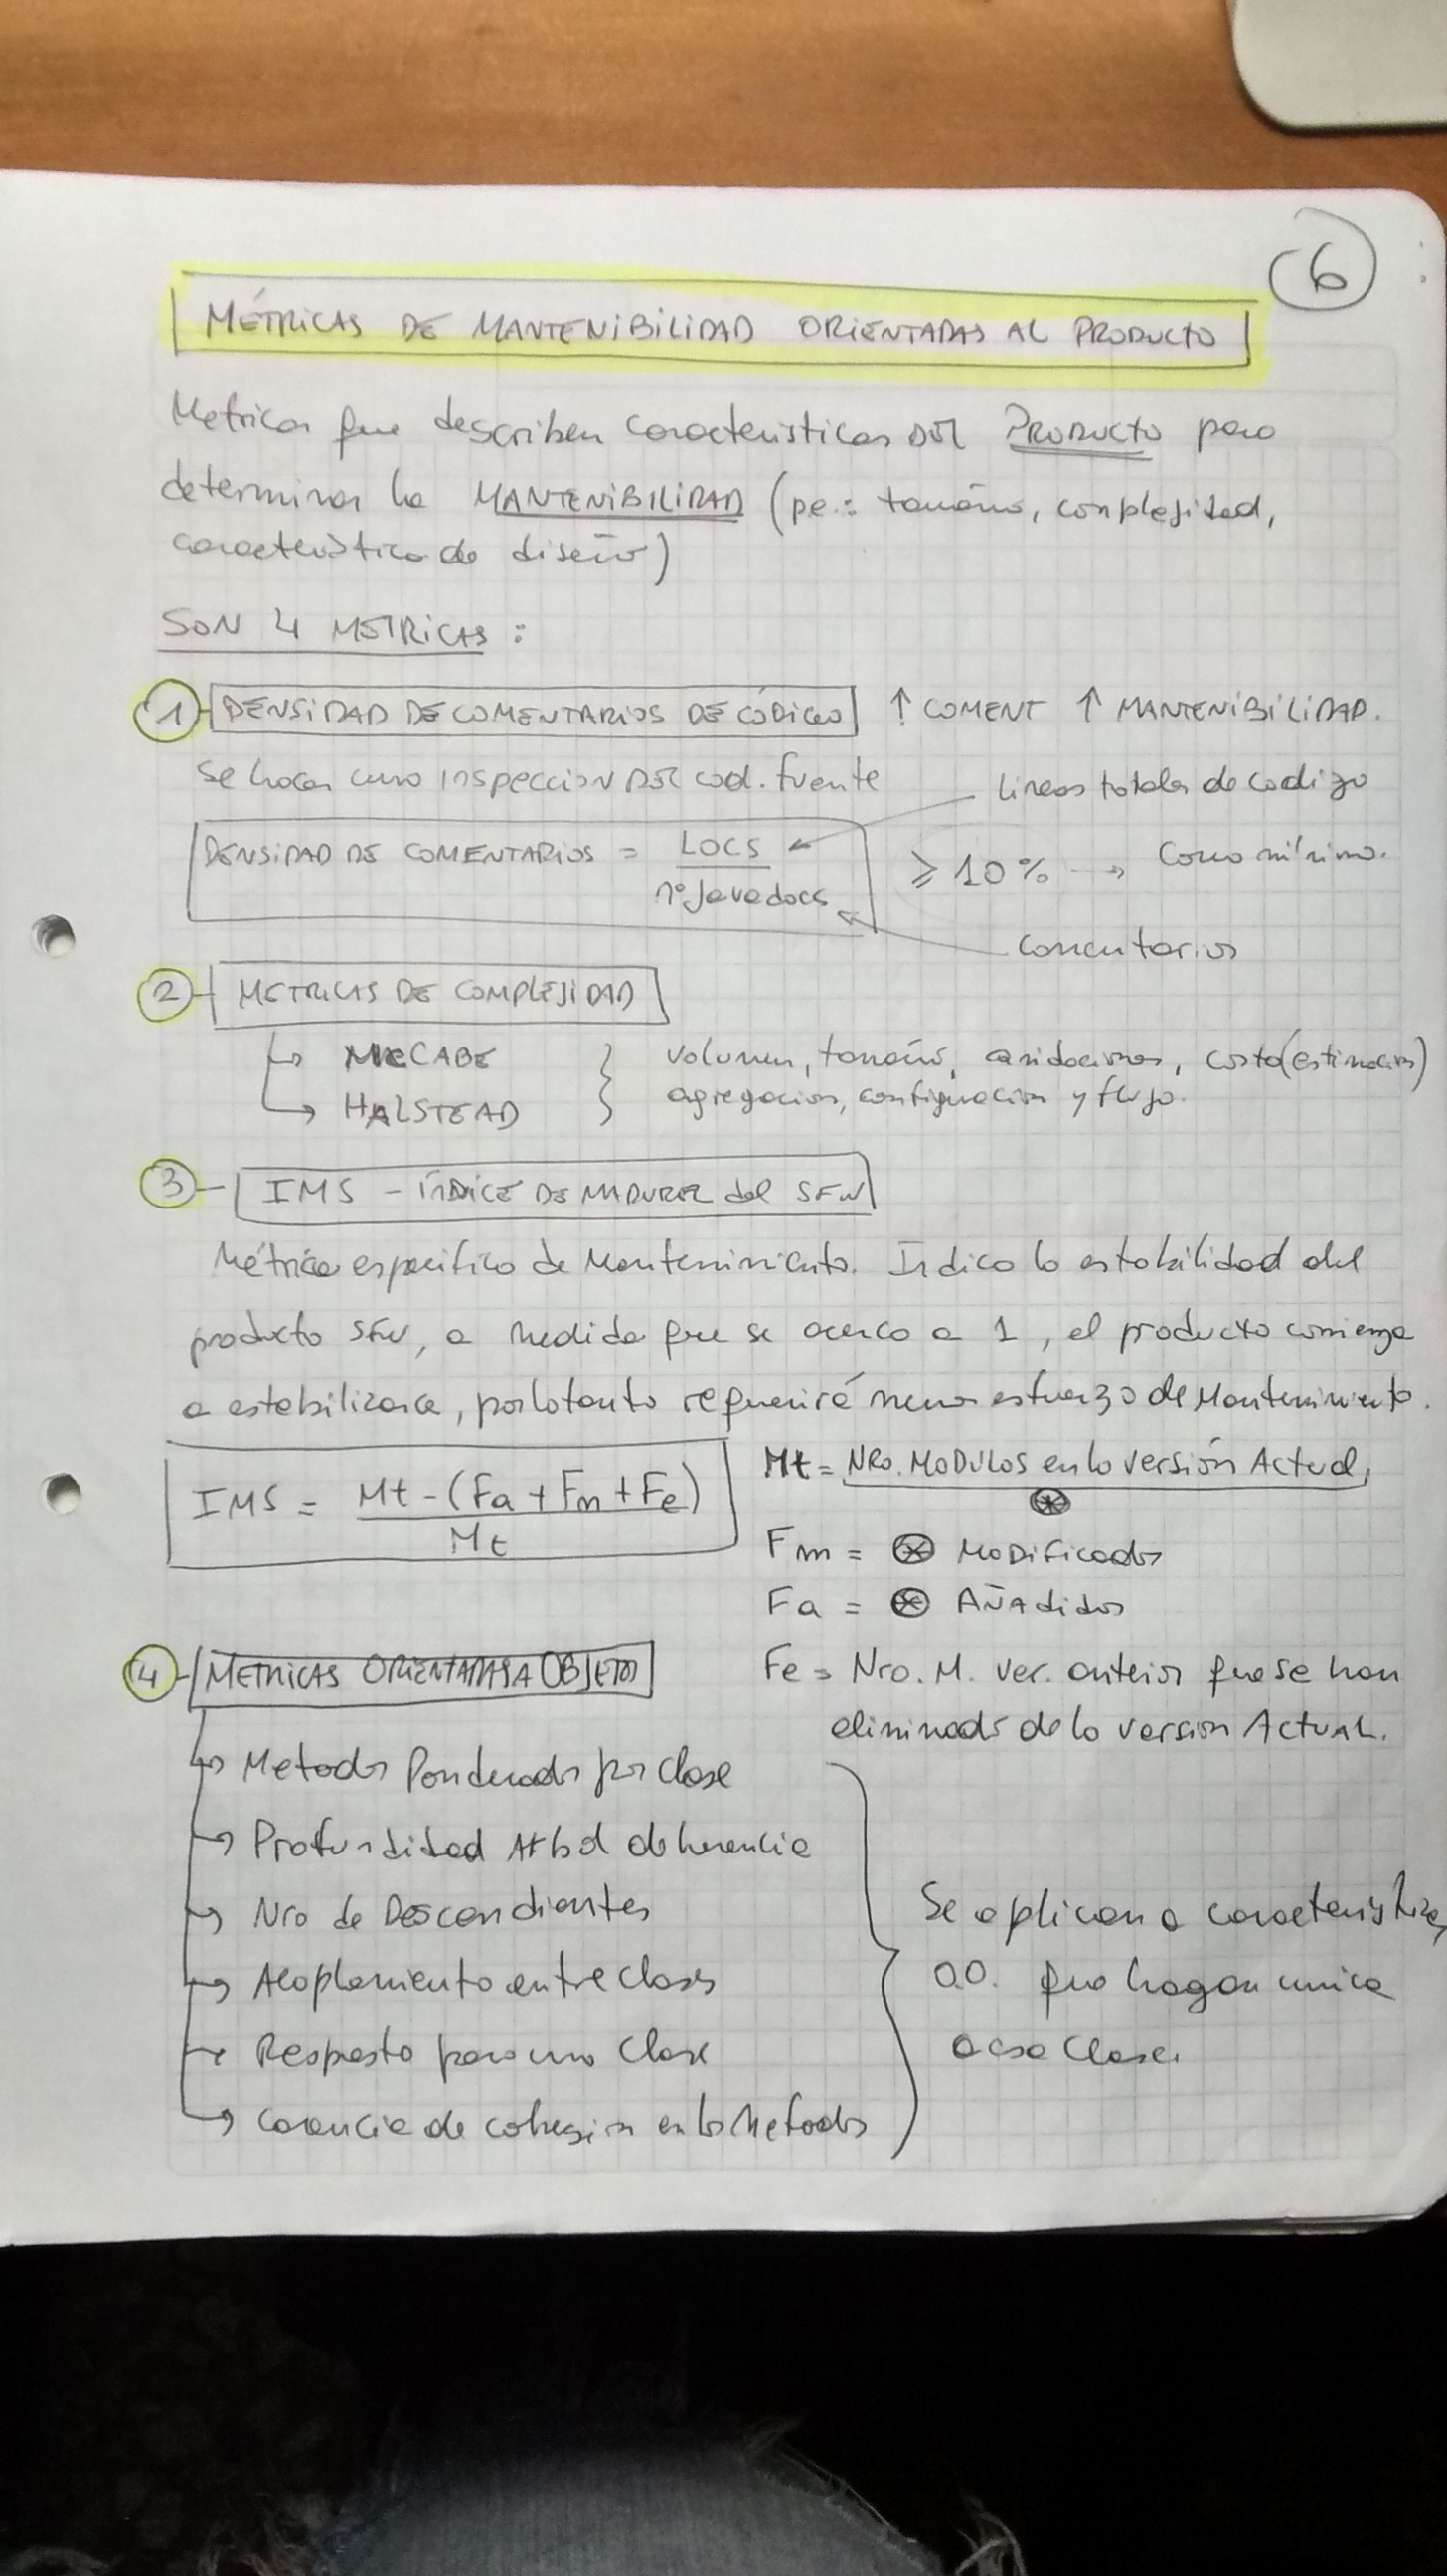 6
MÉTRICAS DE MANTENIBILIDAD ORIENTADAS AL PRODUCTO
Metricas que describen caracteristicas DEL PRODUCTO para
determinar la MANTENIBILIDAD (pe.: tamaño, complejidad,
caracteristica de diseño)
SON 4 METRICAS :
1 DENSIDAD DE COMENTARIOS DE CÓDIGO ↑ COMENT ↑ MANTENIBILIDAD.
Se hacen una INSPECCION DEL cod. fuente
Lineas totales de codigo
DENSIDAD DE COMENTARIOS = LOCS / nº Javadocs ≥ 10% → Como mínimo.
comentarios
2 METRICAS DE COMPLEJIDAD
↳ McCABE } Volumen, tamaño, anidaciones, costo (estimacion)
↳ HALSTEAD } agregacion, configuracion y flujo.
3 IMS - ÍNDICE DE MADUREZ del SFW
Métrica especifica de Mantenimiento. Indica la estabilidad del
producto SFW, a medida que se acerca a 1, el producto comienza
a estabilizarse, por lo tanto requerirá menos esfuerzo de Mantenimiento.
IMS = Mt - (Fa + Fm + Fe) / Mt
Mt = NRO. MODULOS en la versión Actual,
⊛
Fm = ⊛ MODIFICADOS
Fa = ⊛ AÑADIDOS
Fe = Nro. M. ver. anterior que se han
eliminado de la version ACTUAL.
4 METRICAS ORIENTADAS A OBJETOS
↳ Metodos Ponderados por Clase
↳ Profundidad Arbol de herencia
↳ Nro de Descendientes
↳ Acoplamiento entre clases
↳ Respuesta para una Clase
↳ Carencia de cohesion en los Metodos
Se aplican a caracteristicas
O.O. que hagan unica
a esa Clase.